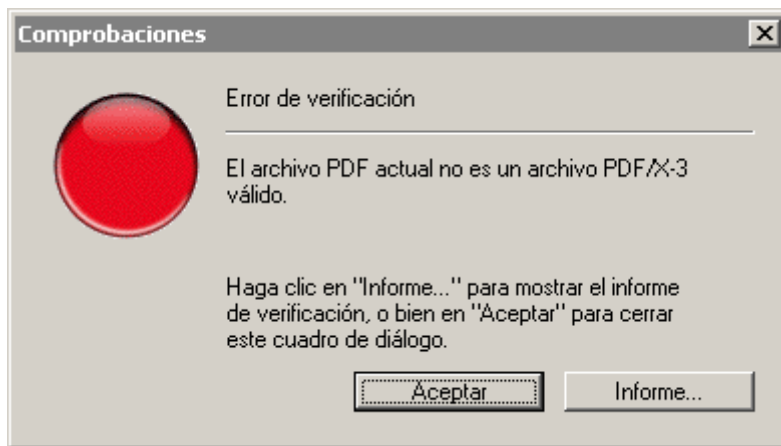 Comprobaciones
Error de verificación
El archivo PDF actual no es un archivo PDF/X-3
válido.
Haga clic en "Informe..." para mostrar el informe
de verificación, o bien en "Aceptar" para cerrar
este cuadro de diálogo.
Aceptar
Informe...